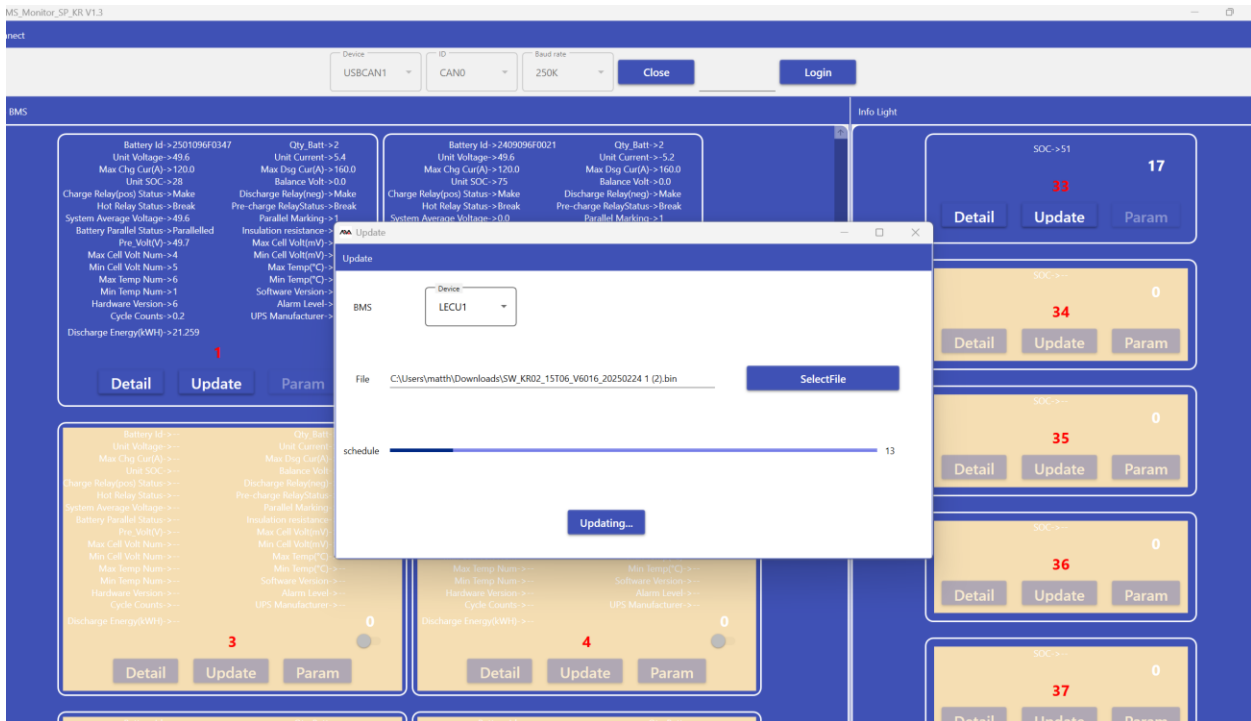 MS_Monitor_SP_KR V1.3
nnect
Device
USBCAN1
ID
CAN0
Baud rate
250K
Close
Login
BMS
Info Light
Battery Id->2501096F0347 Qty_Batt->2
Unit Voltage->49.6 Unit Current->5.4
Max Chg Cur(A)->120.0 Max Dsg Cur(A)->160.0
Unit SOC->28 Balance Volt->0.0
Charge Relay(pos) Status->Make Discharge Relay(neg)->Make
Hot Relay Status->Break Pre-charge RelayStatus->Break
System Average Voltage->49.6 Parallel Marking->1
Battery Parallel Status->Parallelled Insulation resistance->
Pre_Volt(V)->49.7 Max Cell Volt(mV)->
Max Cell Volt Num->4 Min Cell Volt(mV)->
Min Cell Volt Num->5 Max Temp(°C)->
Max Temp Num->6 Min Temp(°C)->
Min Temp Num->1 Software Version->
Hardware Version->6 Alarm Level->
Cycle Counts->0.2 UPS Manufacturer->
Discharge Energy(kWH)->21.259
1
Detail Update Param
Battery Id->2409096F0021 Qty_Batt->2
Unit Voltage->49.6 Unit Current->-5.2
Max Chg Cur(A)->120.0 Max Dsg Cur(A)->160.0
Unit SOC->75 Balance Volt->0.0
Charge Relay(pos) Status->Make Discharge Relay(neg)->Make
Hot Relay Status->Break Pre-charge RelayStatus->Break
System Average Voltage->0.0 Parallel Marking->1
Update
Update
BMS
Device
LECU1
File C:\Users\matth\Downloads\SW_KR02_15T06_V6016_20250224 1 (2).bin SelectFile
schedule 13
Updating...
Battery Id->-- Qty_Batt
Unit Voltage->-- Unit Current
Max Chg Cur(A)->-- Max Dsg Cur(A)
Unit SOC->-- Balance Volt
Charge Relay(pos) Status->-- Discharge Relay(neg)
Hot Relay Status->-- Pre-charge RelayStatus
System Average Voltage->-- Parallel Marking
Battery Parallel Status->-- Insulation resistance
Pre_Volt(V)->-- Max Cell Volt(mV)
Max Cell Volt Num->-- Min Cell Volt(mV)
Min Cell Volt Num->-- Max Temp(°C)->--
Max Temp Num->-- Min Temp(°C)->--
Min Temp Num->-- Software Version->--
Hardware Version->-- Alarm Level->--
Cycle Counts->-- UPS Manufacturer->--
Discharge Energy(kWH)->-- 0
3
Detail Update Param
Max Temp Num->-- Min Temp(°C)->--
Min Temp Num->-- Software Version->--
Hardware Version->-- Alarm Level->--
Cycle Counts->-- UPS Manufacturer->--
Discharge Energy(kWH)->-- 0
4
Detail Update Param
SOC->51
17
33
Detail Update Param
SOC->--
0
34
Detail Update Param
SOC->--
0
35
Detail Update Param
SOC->--
0
36
Detail Update Param
SOC->--
0
37
Detail Update Param